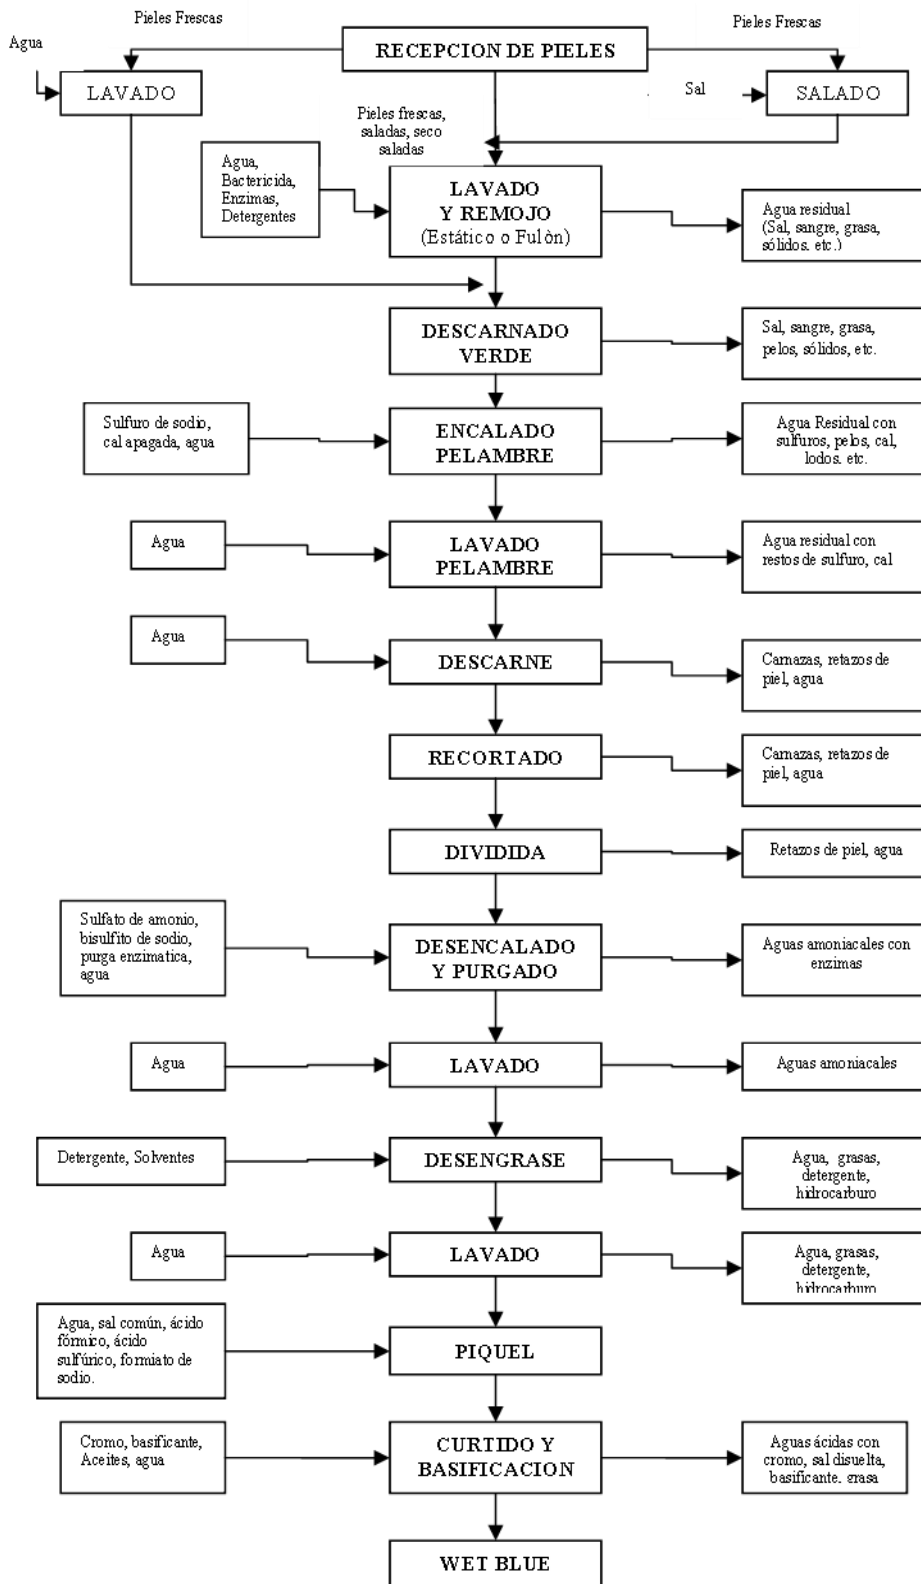 Pieles Frescas
Pieles Frescas
Agua
RECEPCION DE PIELES
LAVADO
Sal
SALADO
Pieles frescas,
saladas, seco
saladas
Agua,
Bactericida,
Enzimas,
Detergentes
LAVADO
Y REMOJO
(Estático o Fulòn)
Agua residual
(Sal, sangre, grasa,
sólidos. etc.)
DESCARNADO
VERDE
Sal, sangre, grasa,
pelos, sólidos, etc.
Sulfuro de sodio,
cal apagada, agua
ENCALADO
PELAMBRE
Agua Residual con
sulfuros, pelos, cal,
lodos. etc.
Agua
LAVADO
PELAMBRE
Agua residual con
restos de sulfuro, cal
Agua
DESCARNE
Carnazas, retazos de
piel, agua
RECORTADO
Carnazas, retazos de
piel, agua
DIVIDIDA
Retazos de piel, agua
Sulfato de amonio,
bisulfito de sodio,
purga enzimatica,
agua
DESENCALADO
Y PURGADO
Aguas amoniacales con
enzimas
Agua
LAVADO
Aguas amoniacales
Detergente, Solventes
DESENGRASE
Agua, grasas,
detergente,
hidrocarburo
Agua
LAVADO
Agua, grasas,
detergente,
hidrocarburo
Agua, sal común, ácido
fórmico, ácido
sulfúrico, formiato de
sodio.
PIQUEL
Cromo, basificante,
Aceites, agua
CURTIDO Y
BASIFICACION
Aguas ácidas con
cromo, sal disuelta,
basificante. grasa
WET BLUE